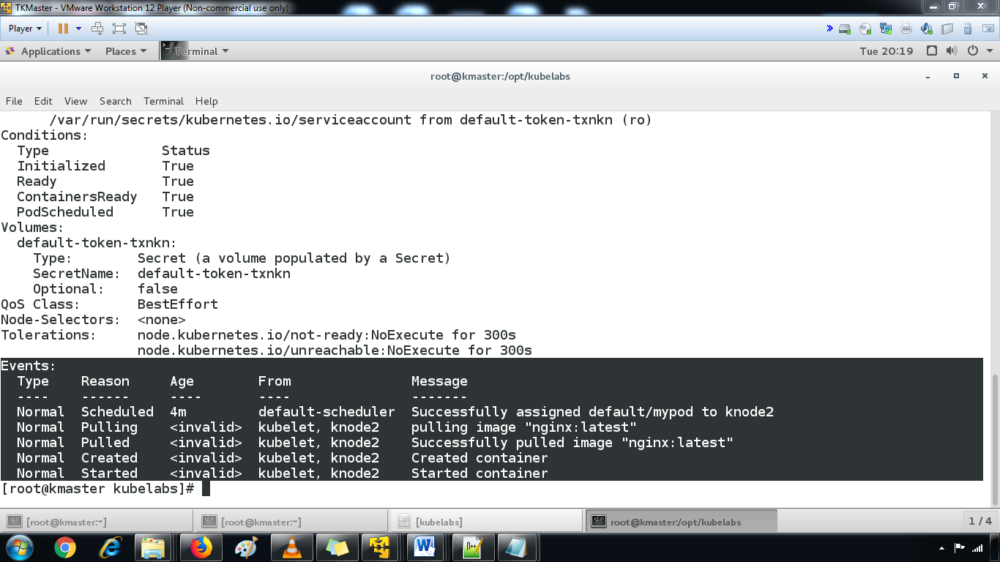 TKMaster - VMware Workstation 12 Player (Non-commercial use only)
Player
Applications Places Terminal Tue 20:19
root@kmaster:/opt/kubelabs
File Edit View Search Terminal Help
/var/run/secrets/kubernetes.io/serviceaccount from default-token-txnkn (ro)
Conditions:
Type Status
Initialized True
Ready True
ContainersReady True
PodScheduled True
Volumes:
default-token-txnkn:
Type: Secret (a volume populated by a Secret)
SecretName: default-token-txnkn
Optional: false
QoS Class: BestEffort
Node-Selectors: <none>
Tolerations: node.kubernetes.io/not-ready:NoExecute for 300s
node.kubernetes.io/unreachable:NoExecute for 300s
Events:
Type Reason Age From Message
---- ------ ---- ---- -------
Normal Scheduled 4m default-scheduler Successfully assigned default/mypod to knode2
Normal Pulling <invalid> kubelet, knode2 pulling image "nginx:latest"
Normal Pulled <invalid> kubelet, knode2 Successfully pulled image "nginx:latest"
Normal Created <invalid> kubelet, knode2 Created container
Normal Started <invalid> kubelet, knode2 Started container
[root@kmaster kubelabs]#
[root@kmaster:~] [root@kmaster:~] [kubelabs] root@kmaster:/opt/kubelabs 1 / 4